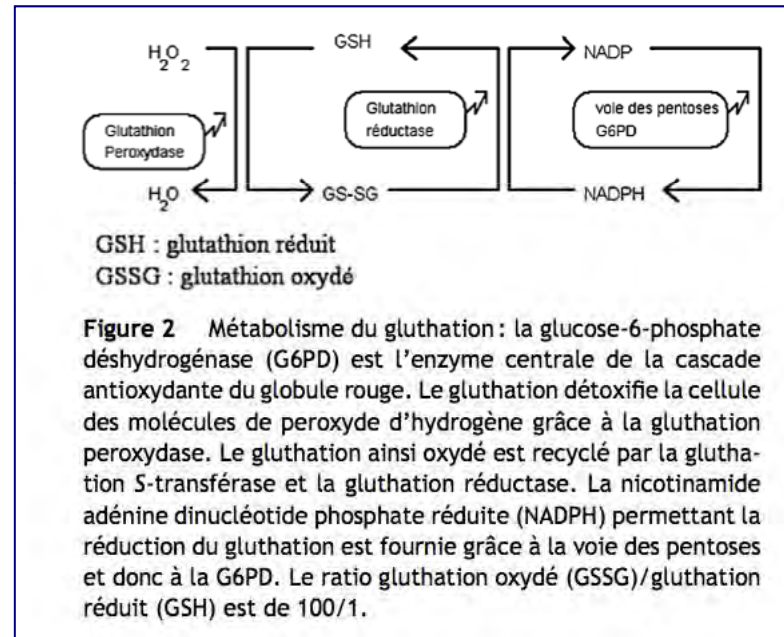 H2O2 GSH NADP
Glutathion
Peroxydase
Glutathion
réductase
voie des pentoses
G6PD
H2O GS-SG NADPH
GSH : glutathion réduit
GSSG : glutathion oxydé
Figure 2 Métabolisme du gluthation : la glucose-6-phosphate
déshydrogénase (G6PD) est l'enzyme centrale de la cascade
antioxydante du globule rouge. Le gluthation détoxifie la cellule
des molécules de peroxyde d'hydrogène grâce à la gluthation
peroxydase. Le gluthation ainsi oxydé est recyclé par la glutha-
tion S-transférase et la gluthation réductase. La nicotinamide
adénine dinucléotide phosphate réduite (NADPH) permettant la
réduction du gluthation est fournie grâce à la voie des pentoses
et donc à la G6PD. Le ratio gluthation oxydé (GSSG)/gluthation
réduit (GSH) est de 100/1.